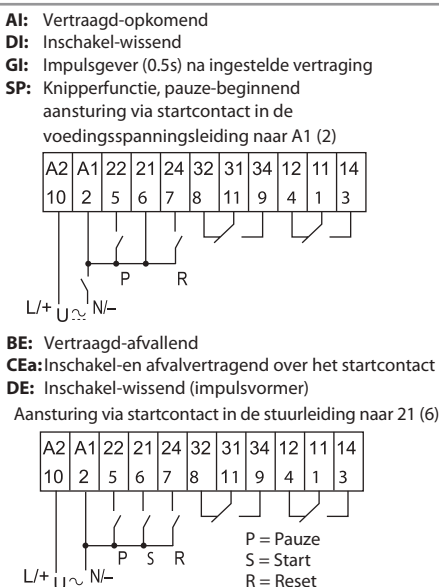 AI: Vertraagd-opkomend
DI: Inschakel-wissend
GI: Impulsgever (0.5s) na ingestelde vertraging
SP: Knipperfunctie, pauze-beginnend
aansturing via startcontact in de
voedingsspanningsleiding naar A1 (2)
A2 A1 22 21 24 32 31 34 12 11 14
10 2 5 6 7 8 11 9 4 1 3
P R
L/+ U N/–
BE: Vertraagd-afvallend
CEa: Inschakel-en afvalvertragend over het startcontact
DE: Inschakel-wissend (impulsvormer)
Aansturing via startcontact in de stuurleiding naar 21 (6)
A2 A1 22 21 24 32 31 34 12 11 14
10 2 5 6 7 8 11 9 4 1 3
P S R
P = Pauze
S = Start
R = Reset
L/+ U N/–